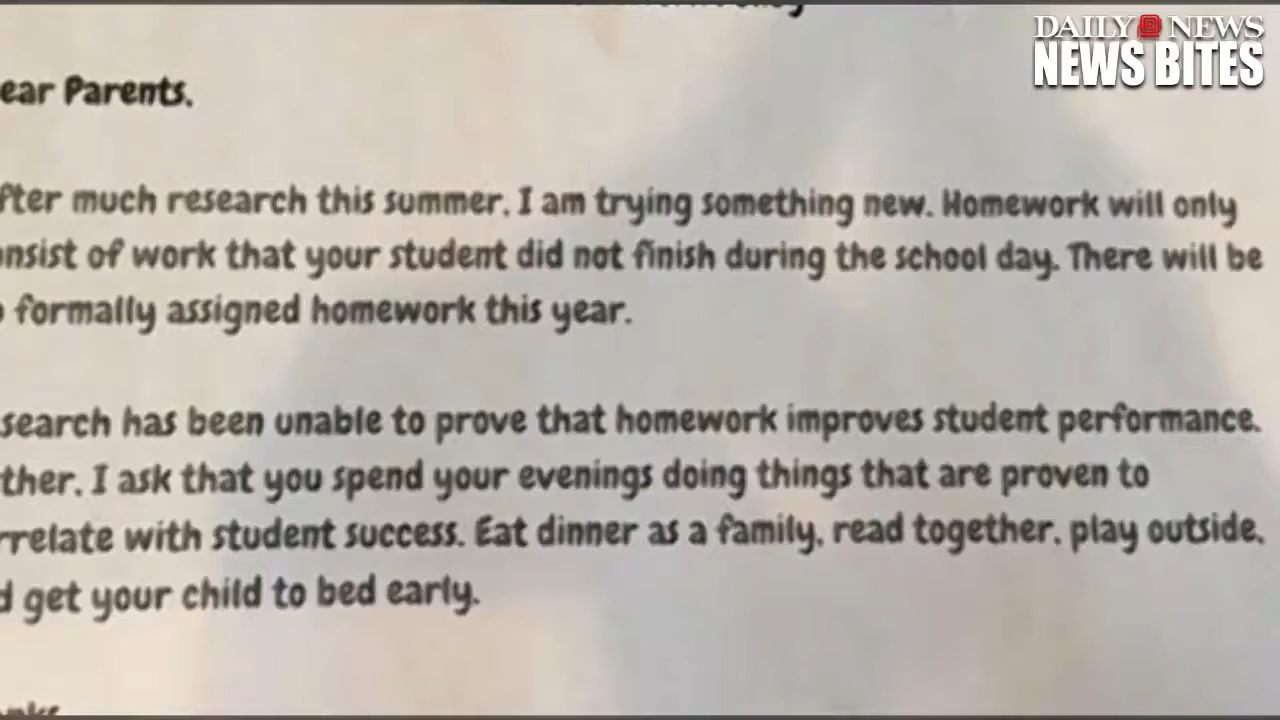 DAILY NEWS
NEWS BITES
ear Parents,
fter much research this summer, I am trying something new. Homework will only
onsist of work that your student did not finish during the school day. There will be
o formally assigned homework this year.
search has been unable to prove that homework improves student performance.
ther, I ask that you spend your evenings doing things that are proven to
rrelate with student success. Eat dinner as a family, read together, play outside,
d get your child to bed early.